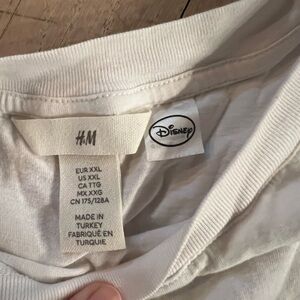 H&M
Disney
EUR XXL
US XXL
CA TTG
MX XXG
CN 175/128A
MADE IN
TURKEY
FABRIQUÉ EN
TURQUIE